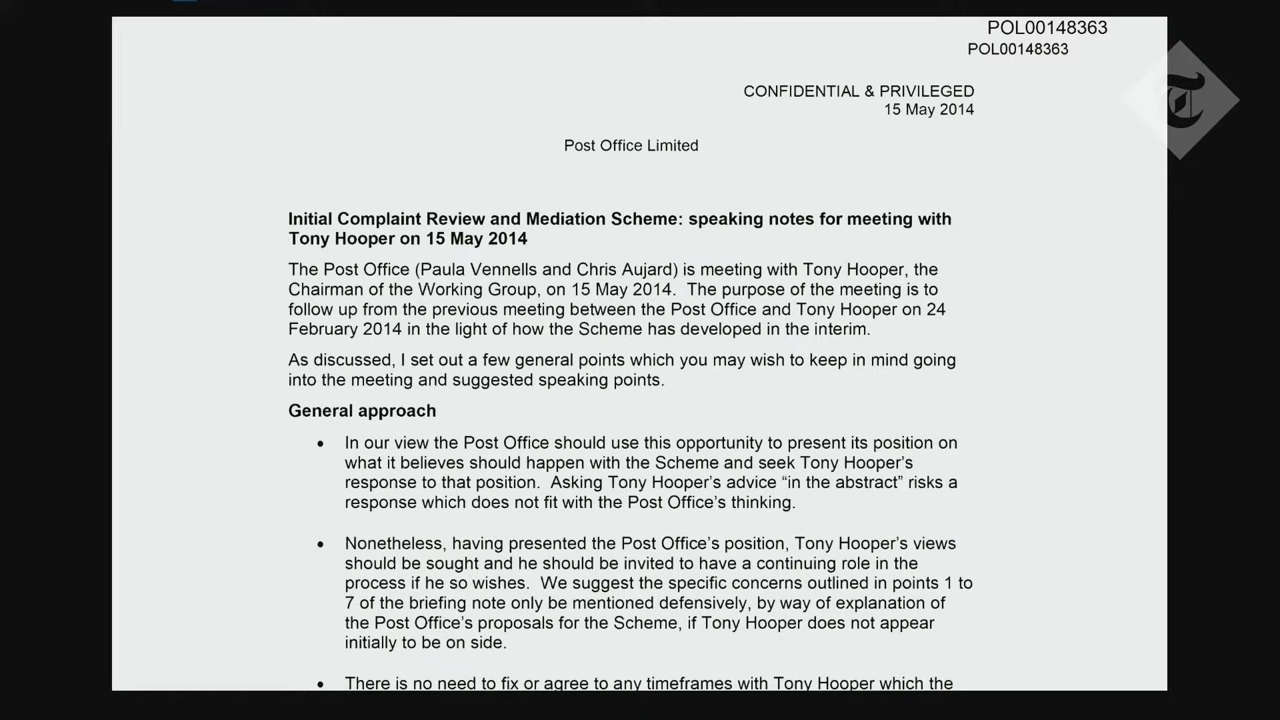 POL00148363
POL00148363
CONFIDENTIAL & PRIVILEGED
15 May 2014
Post Office Limited
Initial Complaint Review and Mediation Scheme: speaking notes for meeting with
Tony Hooper on 15 May 2014
The Post Office (Paula Vennells and Chris Aujard) is meeting with Tony Hooper, the
Chairman of the Working Group, on 15 May 2014. The purpose of the meeting is to
follow up from the previous meeting between the Post Office and Tony Hooper on 24
February 2014 in the light of how the Scheme has developed in the interim.
As discussed, I set out a few general points which you may wish to keep in mind going
into the meeting and suggested speaking points.
General approach
• In our view the Post Office should use this opportunity to present its position on
what it believes should happen with the Scheme and seek Tony Hooper's
response to that position. Asking Tony Hooper's advice “in the abstract” risks a
response which does not fit with the Post Office's thinking.
• Nonetheless, having presented the Post Office's position, Tony Hooper's views
should be sought and he should be invited to have a continuing role in the
process if he so wishes. We suggest the specific concerns outlined in points 1 to
7 of the briefing note only be mentioned defensively, by way of explanation of
the Post Office's proposals for the Scheme, if Tony Hooper does not appear
initially to be on side.
• There is no need to fix or agree to any timeframes with Tony Hooper which the
T